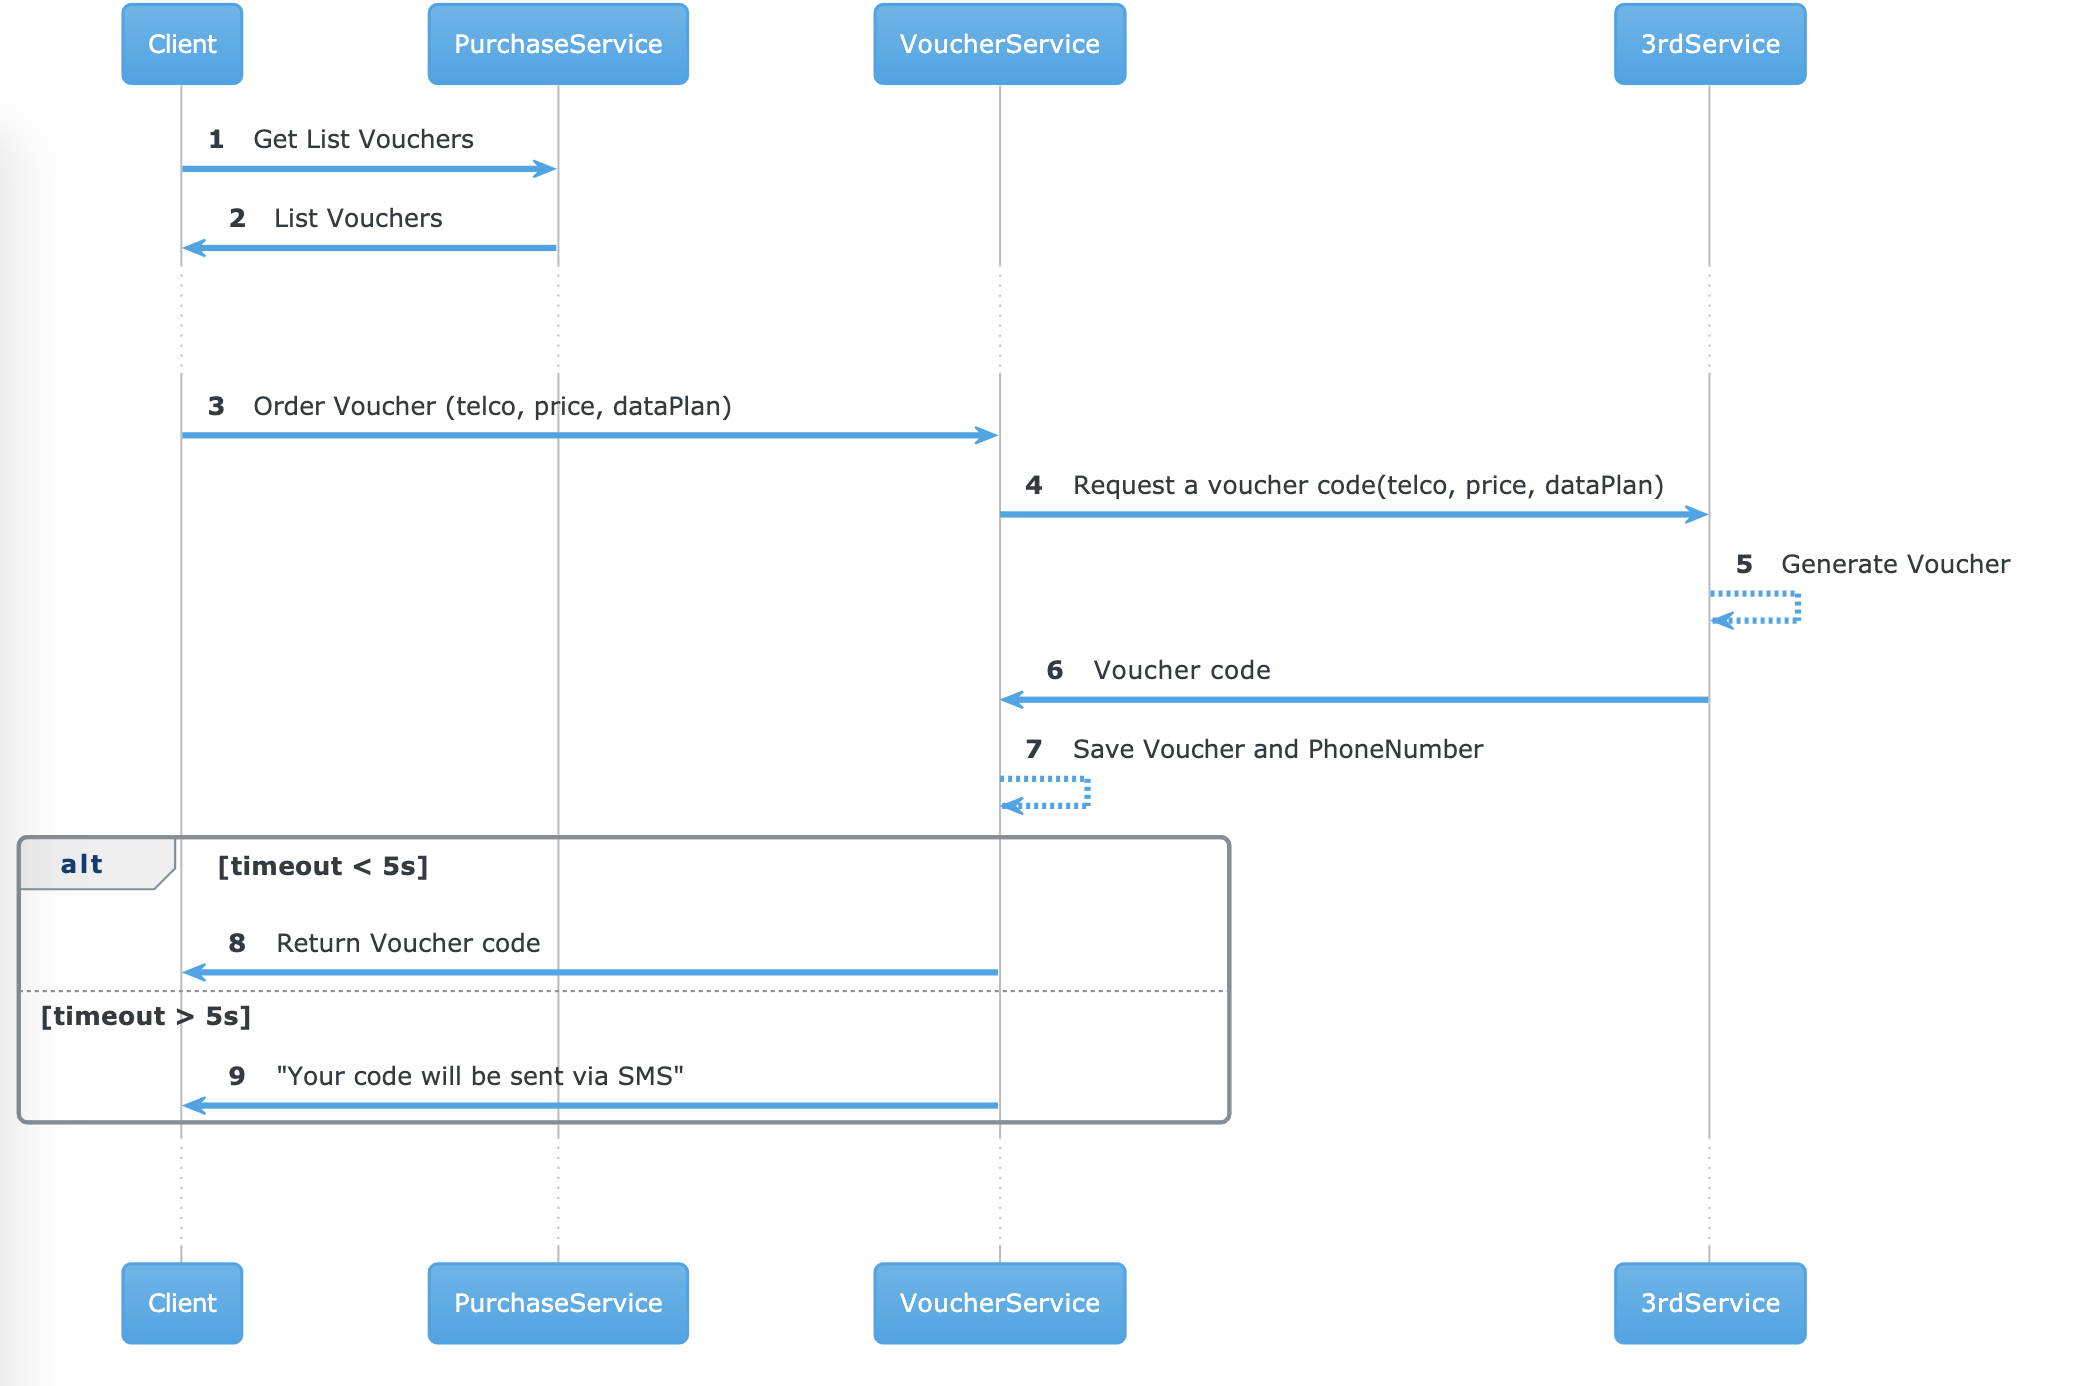 Client PurchaseService VoucherService 3rdService
1 Get List Vouchers
2 List Vouchers
3 Order Voucher (telco, price, dataPlan)
4 Request a voucher code(telco, price, dataPlan)
5 Generate Voucher
6 Voucher code
7 Save Voucher and PhoneNumber
alt [timeout < 5s]
8 Return Voucher code
[timeout > 5s]
9 "Your code will be sent via SMS"
Client PurchaseService VoucherService 3rdService